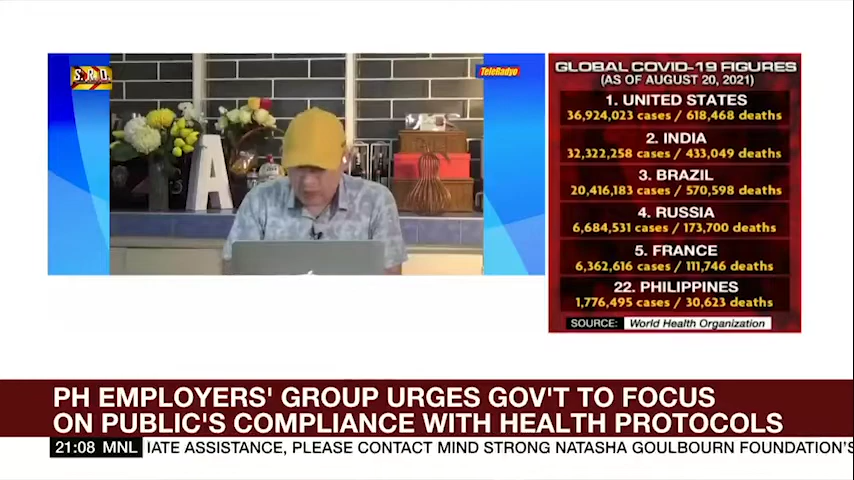 S.R.O.
TeleRadyo
A
GLOBAL COVID-19 FIGURES
(AS OF AUGUST 20, 2021)
1. UNITED STATES
36,924,023 cases / 618,468 deaths
2. INDIA
32,322,258 cases / 433,049 deaths
3. BRAZIL
20,416,183 cases / 570,598 deaths
4. RUSSIA
6,684,531 cases / 173,700 deaths
5. FRANCE
6,362,616 cases / 111,746 deaths
22. PHILIPPINES
1,776,495 cases / 30,623 deaths
SOURCE: World Health Organization
PH EMPLOYERS' GROUP URGES GOV'T TO FOCUS
ON PUBLIC'S COMPLIANCE WITH HEALTH PROTOCOLS
21:08 MNL IATE ASSISTANCE, PLEASE CONTACT MIND STRONG NATASHA GOULBOURN FOUNDATION'S